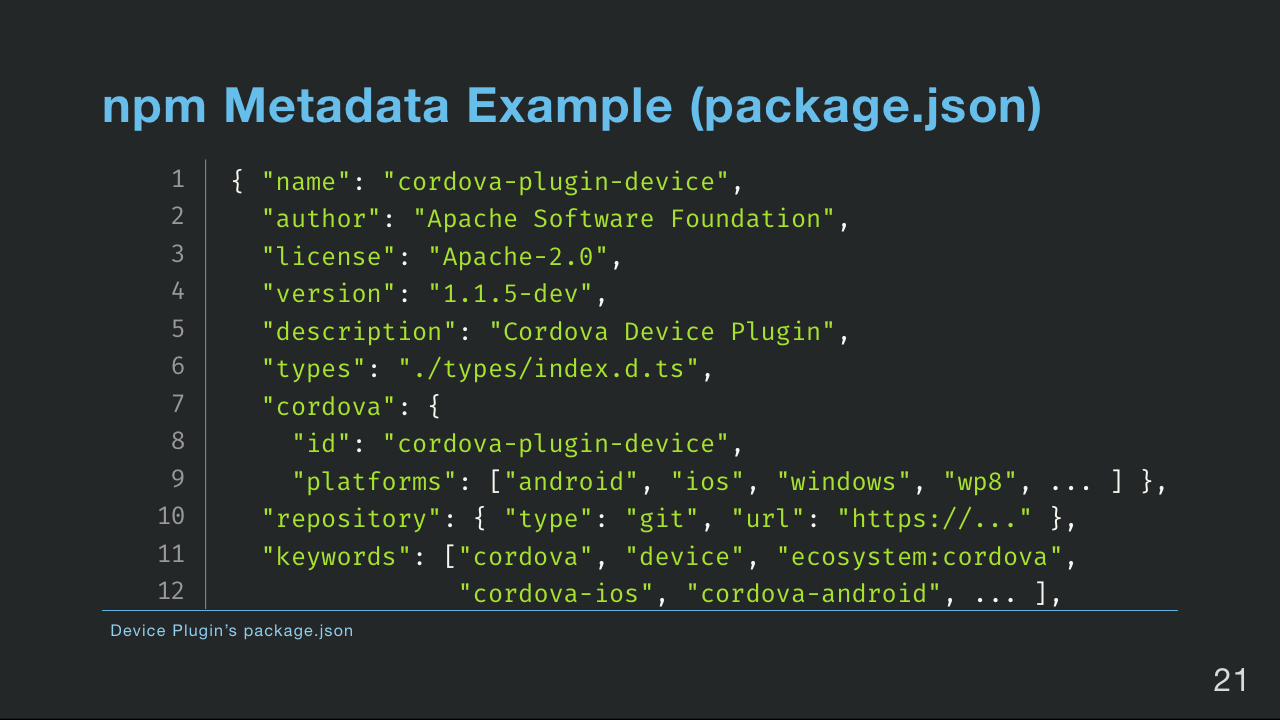 npm Metadata Example (package.json)
1 { "name": "cordova-plugin-device",
2 "author": "Apache Software Foundation",
3 "license": "Apache-2.0",
4 "version": "1.1.5-dev",
5 "description": "Cordova Device Plugin",
6 "types": "./types/index.d.ts",
7 "cordova": {
8 "id": "cordova-plugin-device",
9 "platforms": ["android", "ios", "windows", "wp8", ... ] },
10 "repository": { "type": "git", "url": "https://..." },
11 "keywords": ["cordova", "device", "ecosystem:cordova",
12 "cordova-ios", "cordova-android", ... ],
Device Plugin’s package.json
21